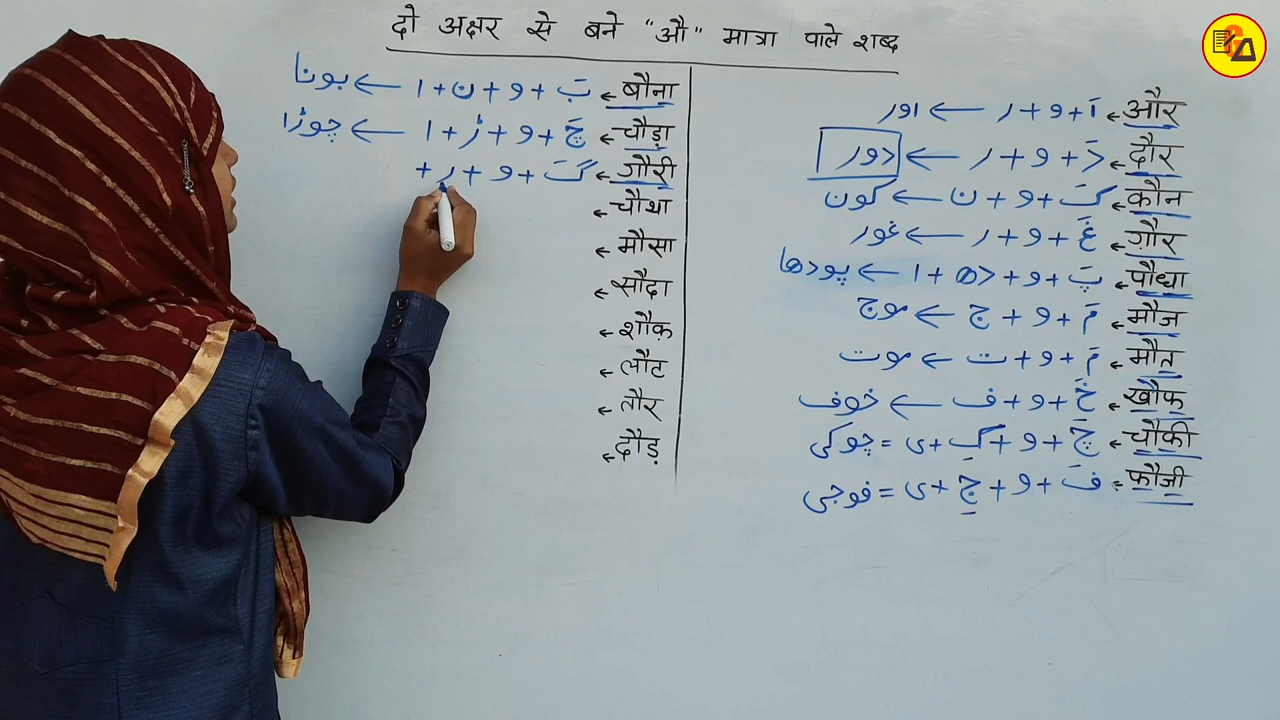 दो अक्षर से बने "औ" मात्रा वाले शब्द
और ← اَ + و + ر ← اور
दौर ← دَ + و + ر ← دور
कौन ← کَ + و + ن ← کون
ग़ौर ← غَ + و + ر ← غور
पौधा ← پَ + و + دھ + ا ← پودھا
मौज ← مَ + و + ج ← موج
मौत ← مَ + و + ت ← موت
ख़ौफ़ ← خَ + و + ف ← خوف
चौकी ← چَ + و + کِ + ی = چوکی
फ़ौजी = فَ + و + جِ + ی = فوجی
बौना ← بَ + و + ن + ا ← بونا
चौड़ा ← چَ + و + ڑ + ا ← چوڑا
गौरी ← گَ + و + ر +
चौथा ←
मौसा ←
सौदा ←
शौक़ ←
लौट ←
तौर ←
दौड़ ←